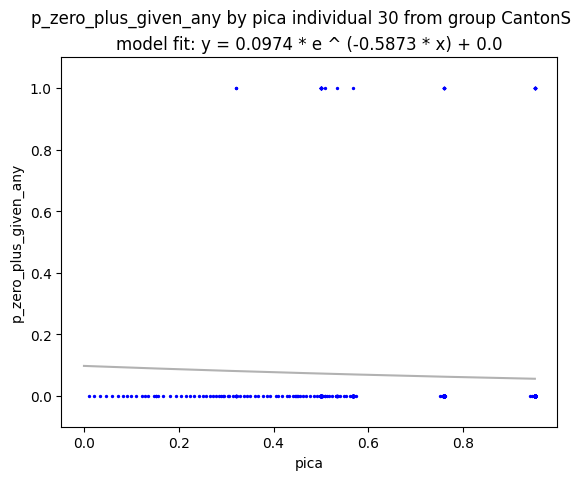 p_zero_plus_given_any by pica individual 30 from group CantonS
model fit: y = 0.0974 * e ^ (-0.5873 * x) + 0.0
1.0
0.8
0.6
0.4
0.2
0.0
p_zero_plus_given_any
0.0 0.2 0.4 0.6 0.8
pica